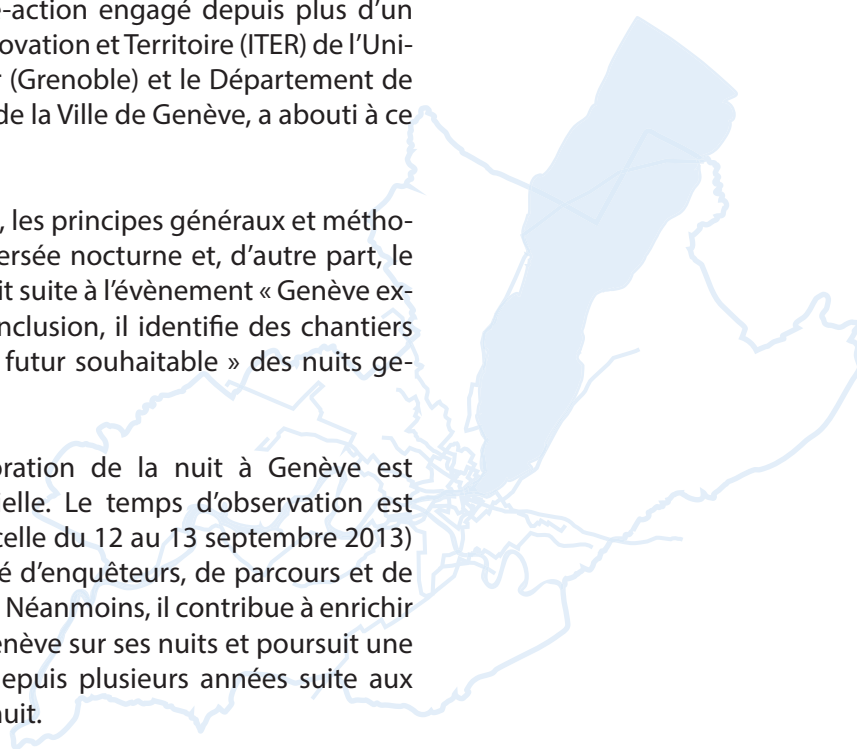 -action engagé depuis plus d’un
ovation et Territoire (ITER) de l’Uni-
(Grenoble) et le Département de
de la Ville de Genève, a abouti à ce
, les principes généraux et métho-
ersée nocturne et, d’autre part, le
it suite à l’évènement « Genève ex-
nclusion, il identifie des chantiers
futur souhaitable » des nuits ge-
oration de la nuit à Genève est
ielle. Le temps d’observation est
celle du 12 au 13 septembre 2013)
é d’enquêteurs, de parcours et de
Néanmoins, il contribue à enrichir
enève sur ses nuits et poursuit une
epuis plusieurs années suite aux
nuit.